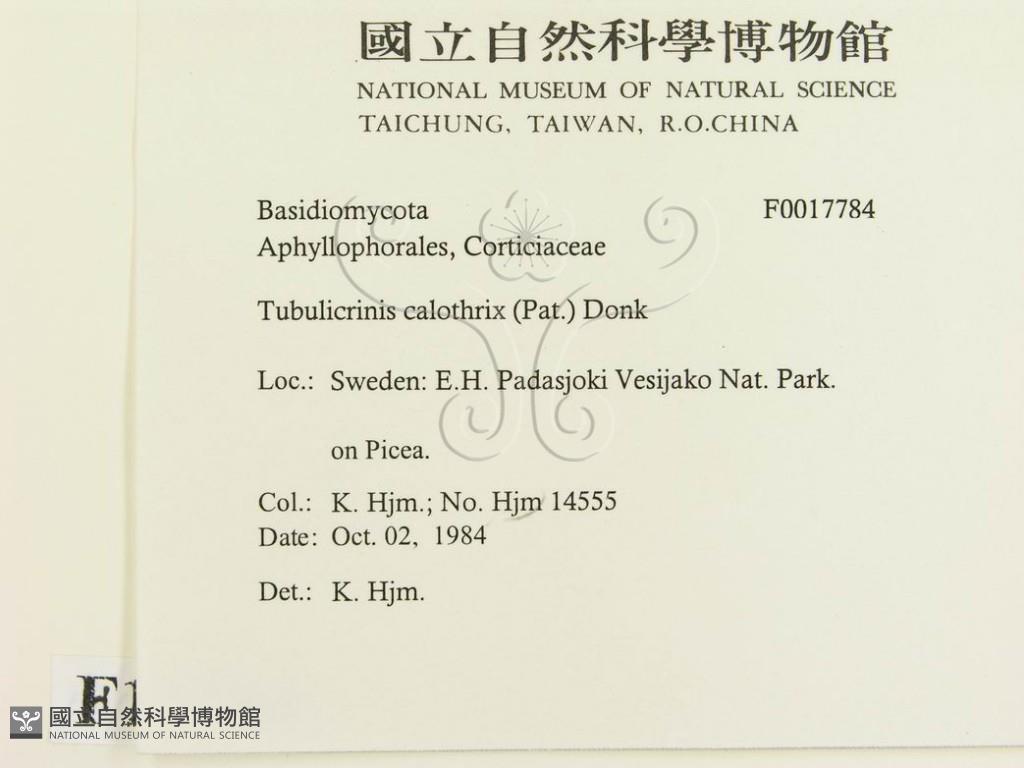 國立自然科學博物館
NATIONAL MUSEUM OF NATURAL SCIENCE
TAICHUNG, TAIWAN, R.O.CHINA
Basidiomycota F0017784
Aphyllophorales, Corticiaceae
Tubulicrinis calothrix (Pat.) Donk
Loc.: Sweden: E.H. Padasjoki Vesijako Nat. Park.
on Picea.
Col.: K. Hjm.; No. Hjm 14555
Date: Oct. 02, 1984
Det.: K. Hjm.
國立自然科學博物館
NATIONAL MUSEUM OF NATURAL SCIENCE